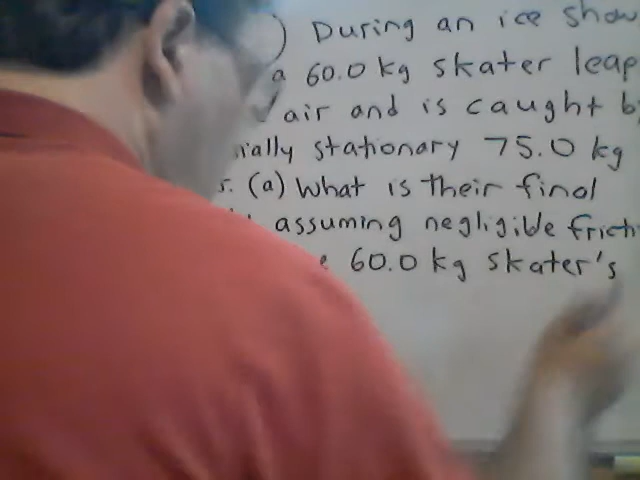 ) During an ice show
a 60.0 kg skater leap
air and is caught b
ially stationary 75.0 kg
r. (a) What is their final
assuming negligible frict
e 60.0 kg skater's